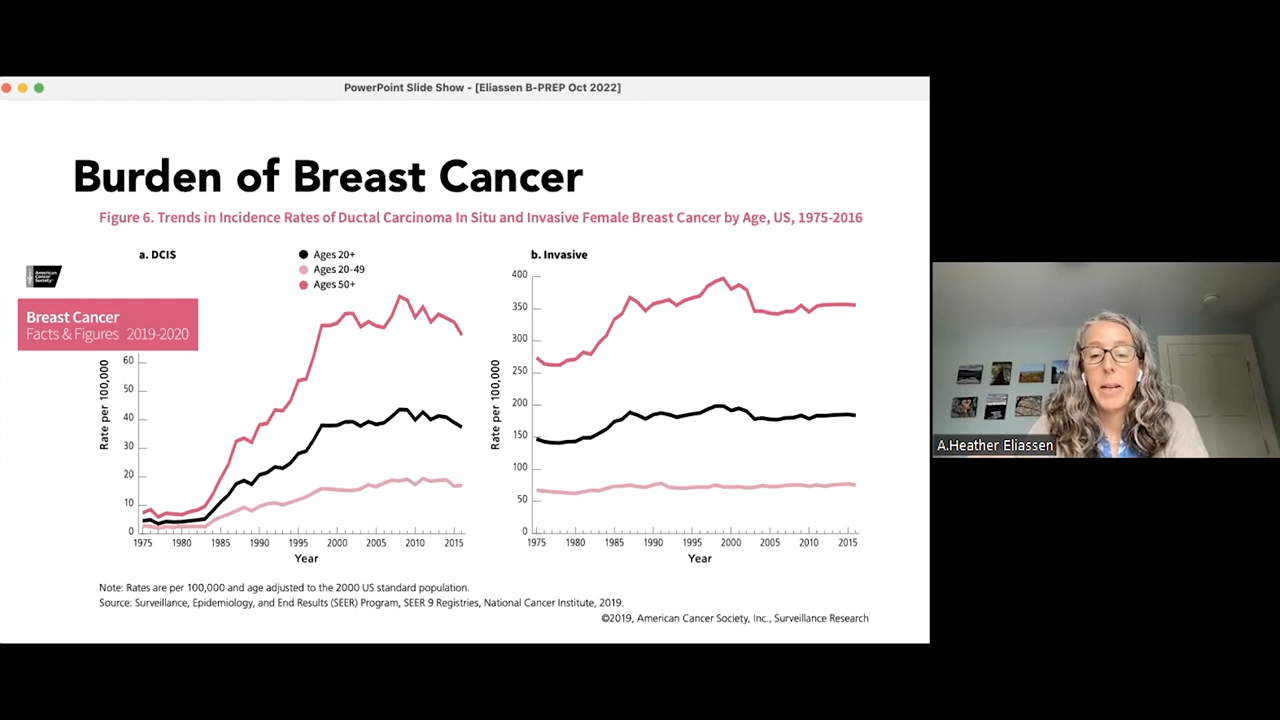 PowerPoint Slide Show - [Eliassen B-PREP Oct 2022]
Burden of Breast Cancer
Figure 6. Trends in Incidence Rates of Ductal Carcinoma In Situ and Invasive Female Breast Cancer by Age, US, 1975-2016
a. DCIS
Ages 20+
Ages 20-49
Ages 50+
b. Invasive
American
Cancer
Society
Breast Cancer
Facts & Figures 2019-2020
Rate per 100,000
60
50
40
30
20
10
0
1975 1980 1985 1990 1995 2000 2005 2010 2015
Year
Rate per 100,000
400
350
300
250
200
150
100
50
0
1975 1980 1985 1990 1995 2000 2005 2010 2015
Year
Note: Rates are per 100,000 and age adjusted to the 2000 US standard population.
Source: Surveillance, Epidemiology, and End Results (SEER) Program, SEER 9 Registries, National Cancer Institute, 2019.
©2019, American Cancer Society, Inc., Surveillance Research
A.Heather Eliassen